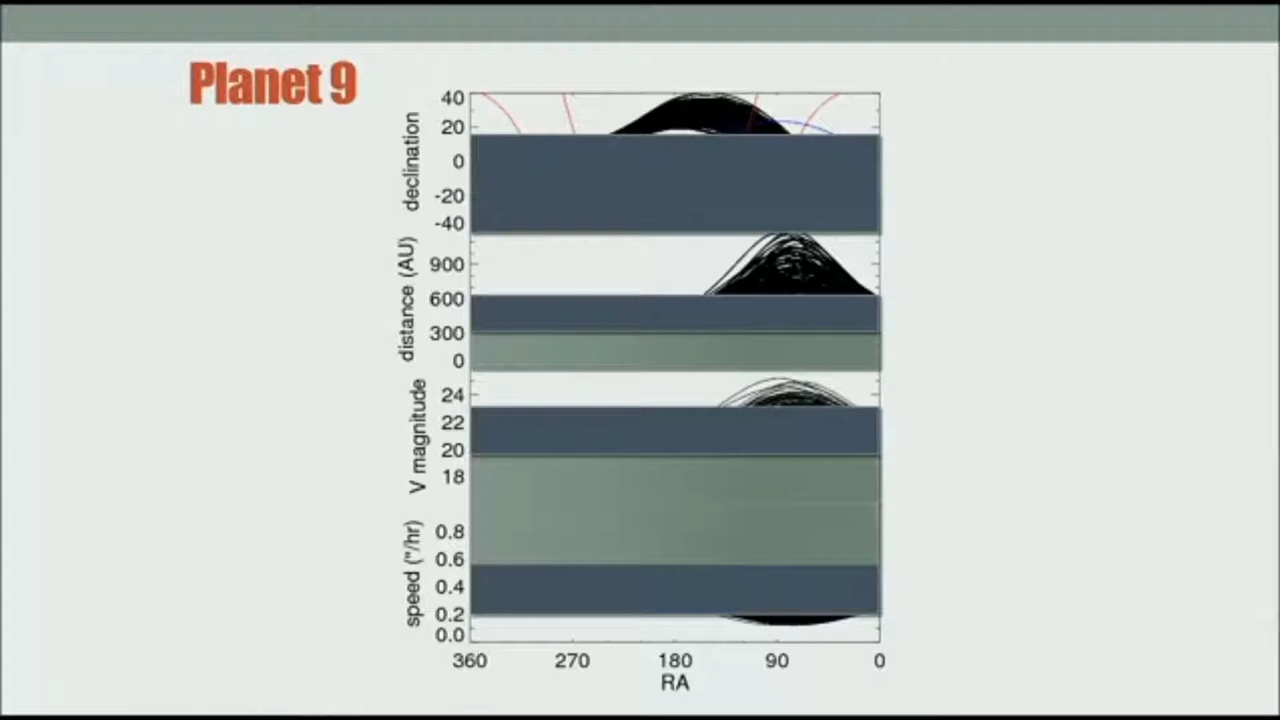 Planet 9
declination
40
20
0
-20
-40
distance (AU)
900
600
300
0
V magnitude
24
22
20
18
speed ("/hr)
0.8
0.6
0.4
0.2
0.0
360 270 180 90 0
RA